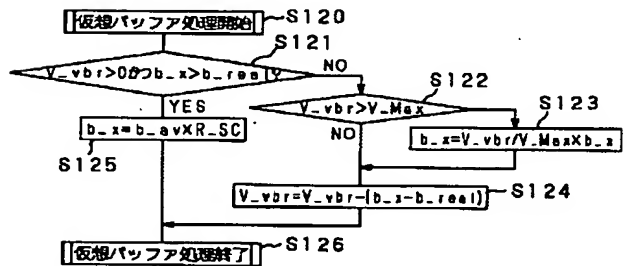 仮想バッファ処理開始
S120
S121
V_vbr>0かつb_x>b_real
NO
S122
YES
V_vbr>V_Max
S123
b_x=b_av×R_SC
NO
b_x=V_vbr/V_Max×b_x
S125
V_vbr=V_vbr-(b_x-b_real)
S124
仮想バッファ処理終了
S126